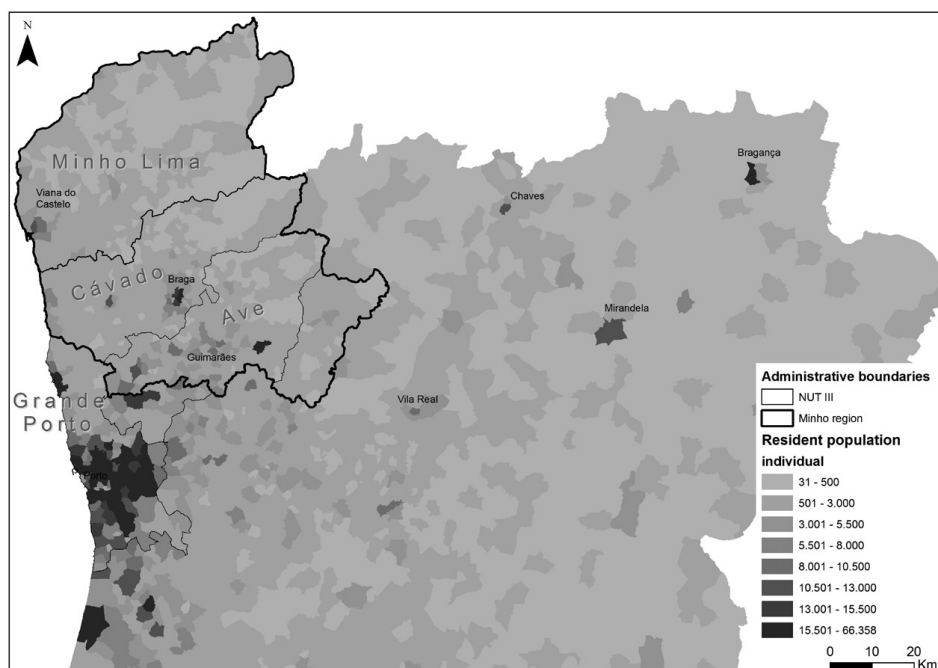 N
Minho Lima
Viana do
Castelo
Cávado
Braga
Ave
Guimarães
Grande
Porto
Porto
Chaves
Bragança
Mirandela
Vila Real
Administrative boundaries
NUT III
Minho region
Resident population
individual
31 - 500
501 - 3.000
3.001 - 5.500
5.501 - 8.000
8.001 - 10.500
10.501 - 13.000
13.001 - 15.500
15.501 - 66.358
0 10 20
Km